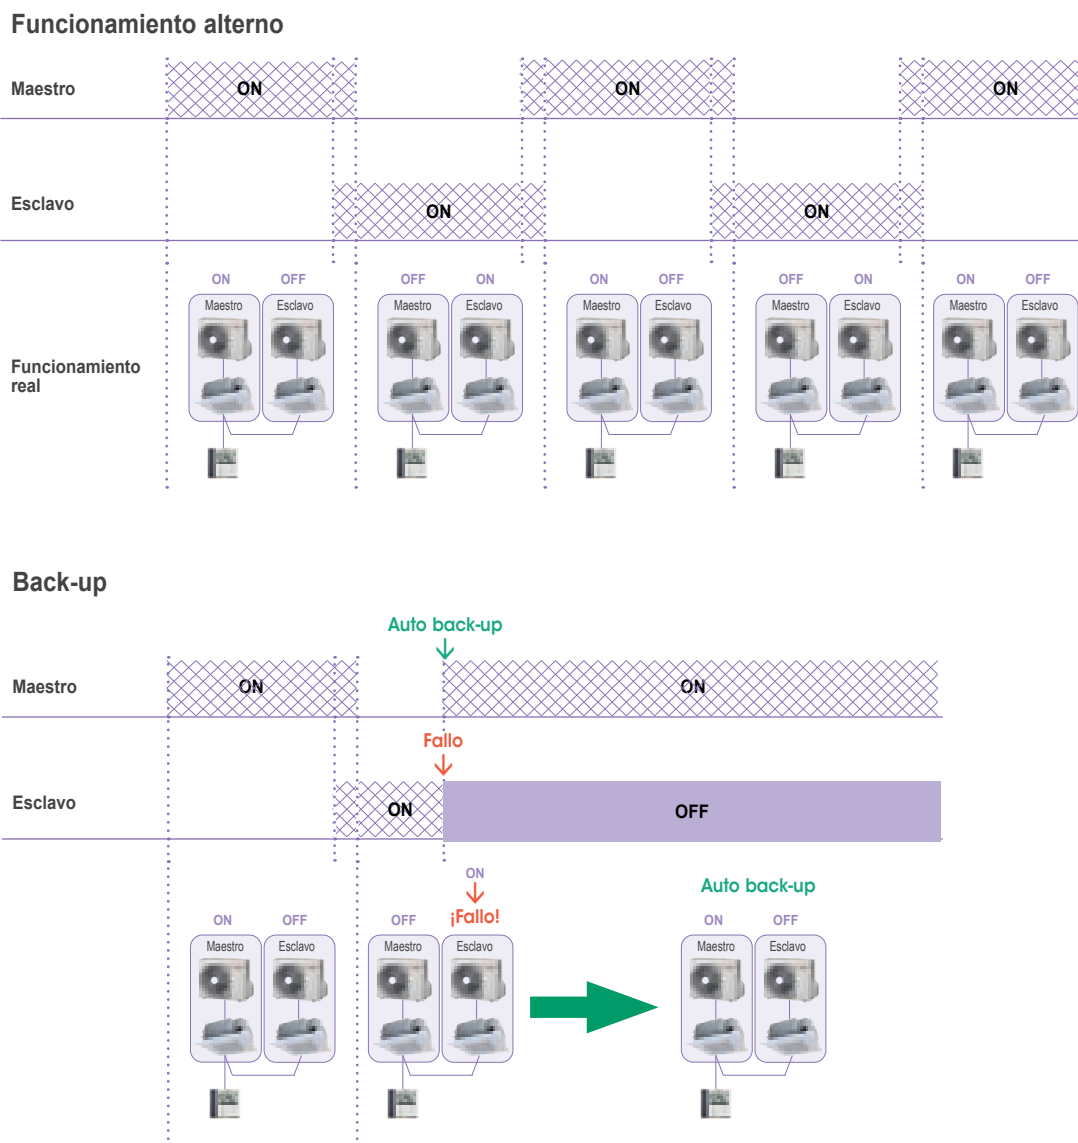 Funcionamiento alterno
Maestro
ON
ON
ON
Esclavo
ON
ON
ON OFF
OFF ON
ON OFF
OFF ON
ON OFF
Maestro Esclavo
Maestro Esclavo
Maestro Esclavo
Maestro Esclavo
Maestro Esclavo
Funcionamiento
real
Back-up
Auto back-up
Maestro
ON
ON
Fallo
Esclavo
ON
OFF
ON
Auto back-up
ON OFF
OFF ¡Fallo!
ON OFF
Maestro Esclavo
Maestro Esclavo
Maestro Esclavo